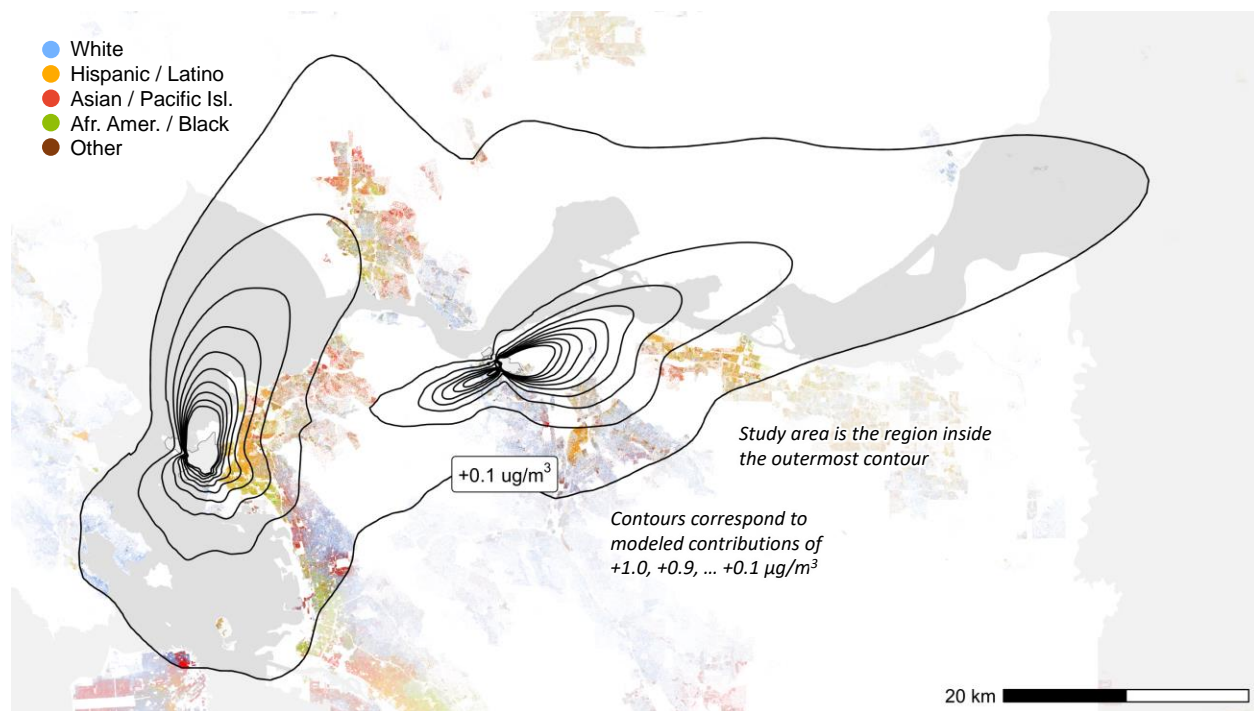 White
Hispanic / Latino
Asian / Pacific Isl.
Afr. Amer. / Black
Other
Study area is the region inside
the outermost contour
+0.1 ug/m³
Contours correspond to
modeled contributions of
+1.0, +0.9, ... +0.1 µg/m³
20 km